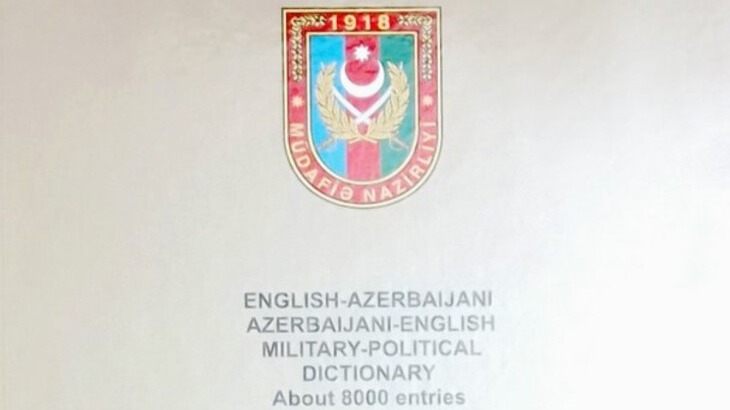 1918
MÜDAFİƏ NAZİRLİYİ
ENGLISH-AZERBAIJANI
AZERBAIJANI-ENGLISH
MILITARY-POLITICAL
DICTIONARY
About 8000 entries